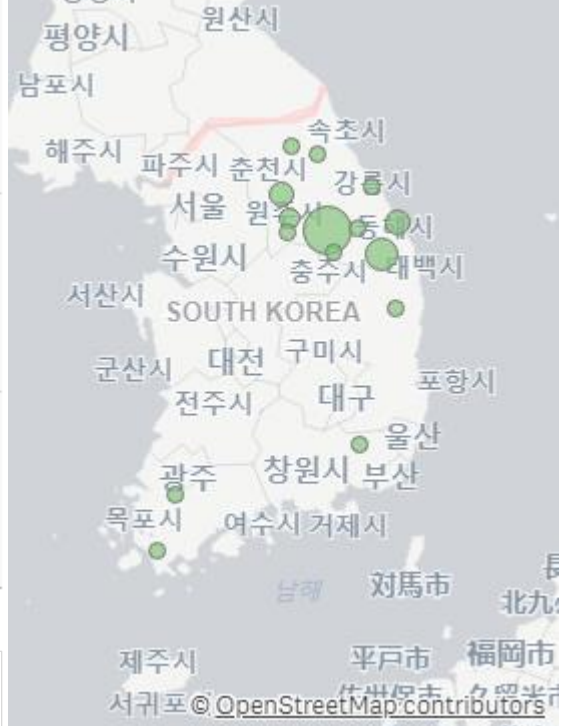 원산시
평양시
남포시
속초시
해주시
파주시 춘천시
서울
수원시
충주시
태백시
서산시
SOUTH KOREA
구미시
대전
군산시
포항시
대구
전주시
울산
창원시 부산
광주
목포시
여수시 거제시
남해
対馬市
北九
제주시
平戸市 福岡市
서귀포
© OpenStreetMap contributors